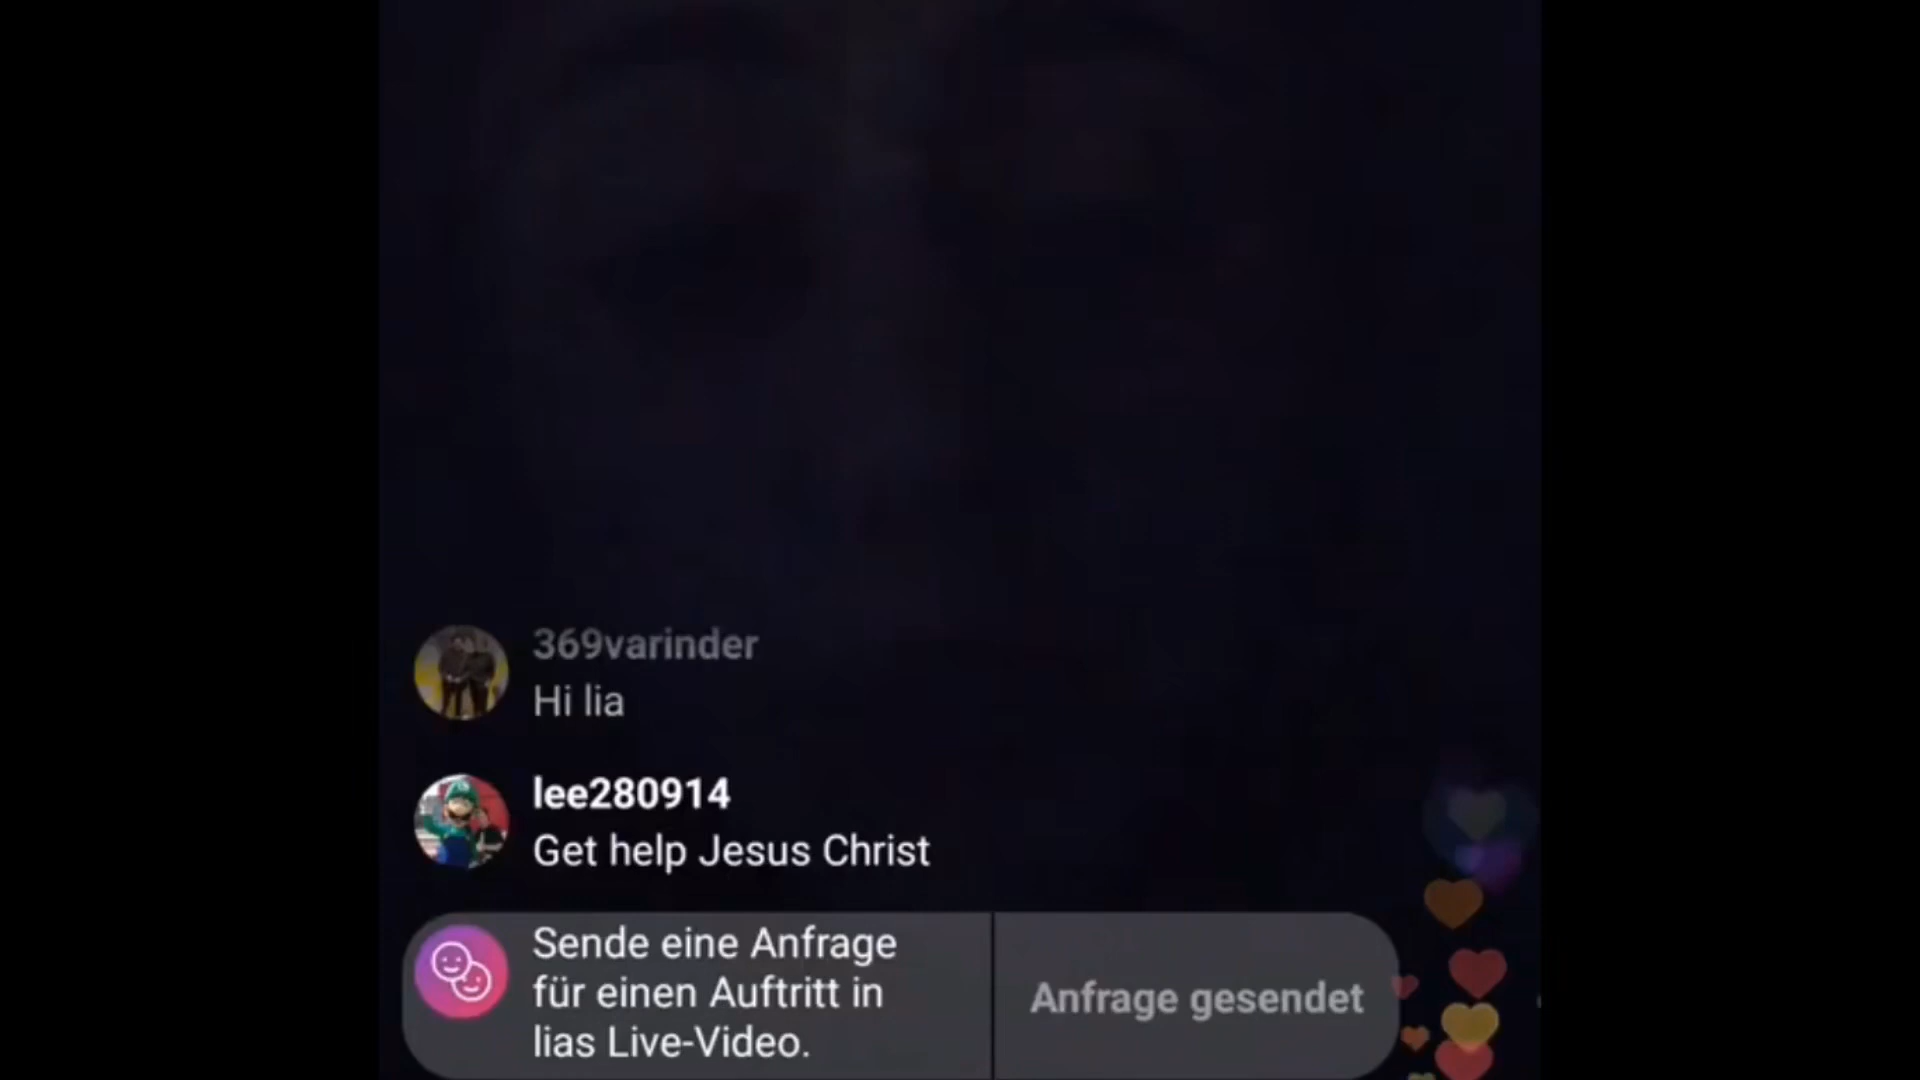 369varinder
Hi lia
lee280914
Get help Jesus Christ
Sende eine Anfrage
für einen Auftritt in
lias Live-Video.
Anfrage gesendet